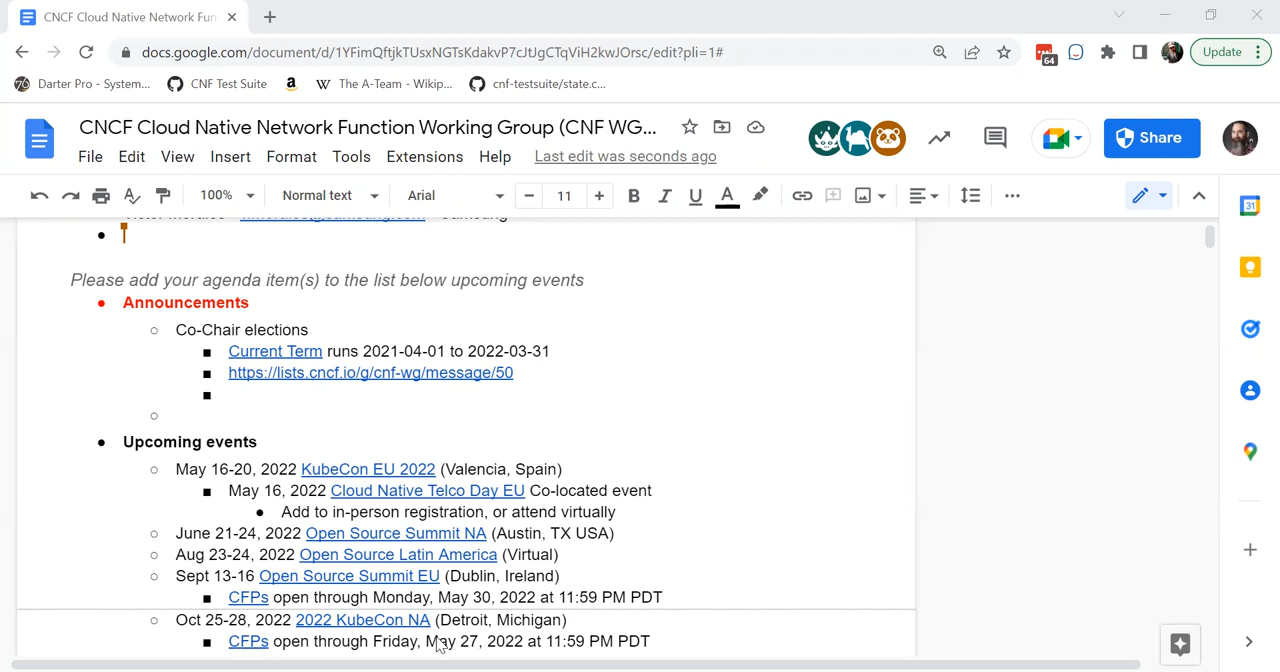 CNCF Cloud Native Network Fun
docs.google.com/document/d/1YFimQftjkTUsxNGTsKdakvP7cJtJgCTqViH2kwJOrsc/edit?pli=1#
64
Update
76 Darter Pro - System...
CNF Test Suite
a
W The A-Team - Wikip...
cnf-testsuite/state.c...
CNCF Cloud Native Network Function Working Group (CNF WG...
Share
File Edit View Insert Format Tools Extensions Help Last edit was seconds ago
100% Normal text Arial 11 B I U A
31
Please add your agenda item(s) to the list below upcoming events
Announcements
Co-Chair elections
Current Term runs 2021-04-01 to 2022-03-31
https://lists.cncf.io/g/cnf-wg/message/50
Upcoming events
May 16-20, 2022 KubeCon EU 2022 (Valencia, Spain)
May 16, 2022 Cloud Native Telco Day EU Co-located event
Add to in-person registration, or attend virtually
June 21-24, 2022 Open Source Summit NA (Austin, TX USA)
Aug 23-24, 2022 Open Source Latin America (Virtual)
Sept 13-16 Open Source Summit EU (Dublin, Ireland)
CFPs open through Monday, May 30, 2022 at 11:59 PM PDT
Oct 25-28, 2022 2022 KubeCon NA (Detroit, Michigan)
CFPs open through Friday, May 27, 2022 at 11:59 PM PDT